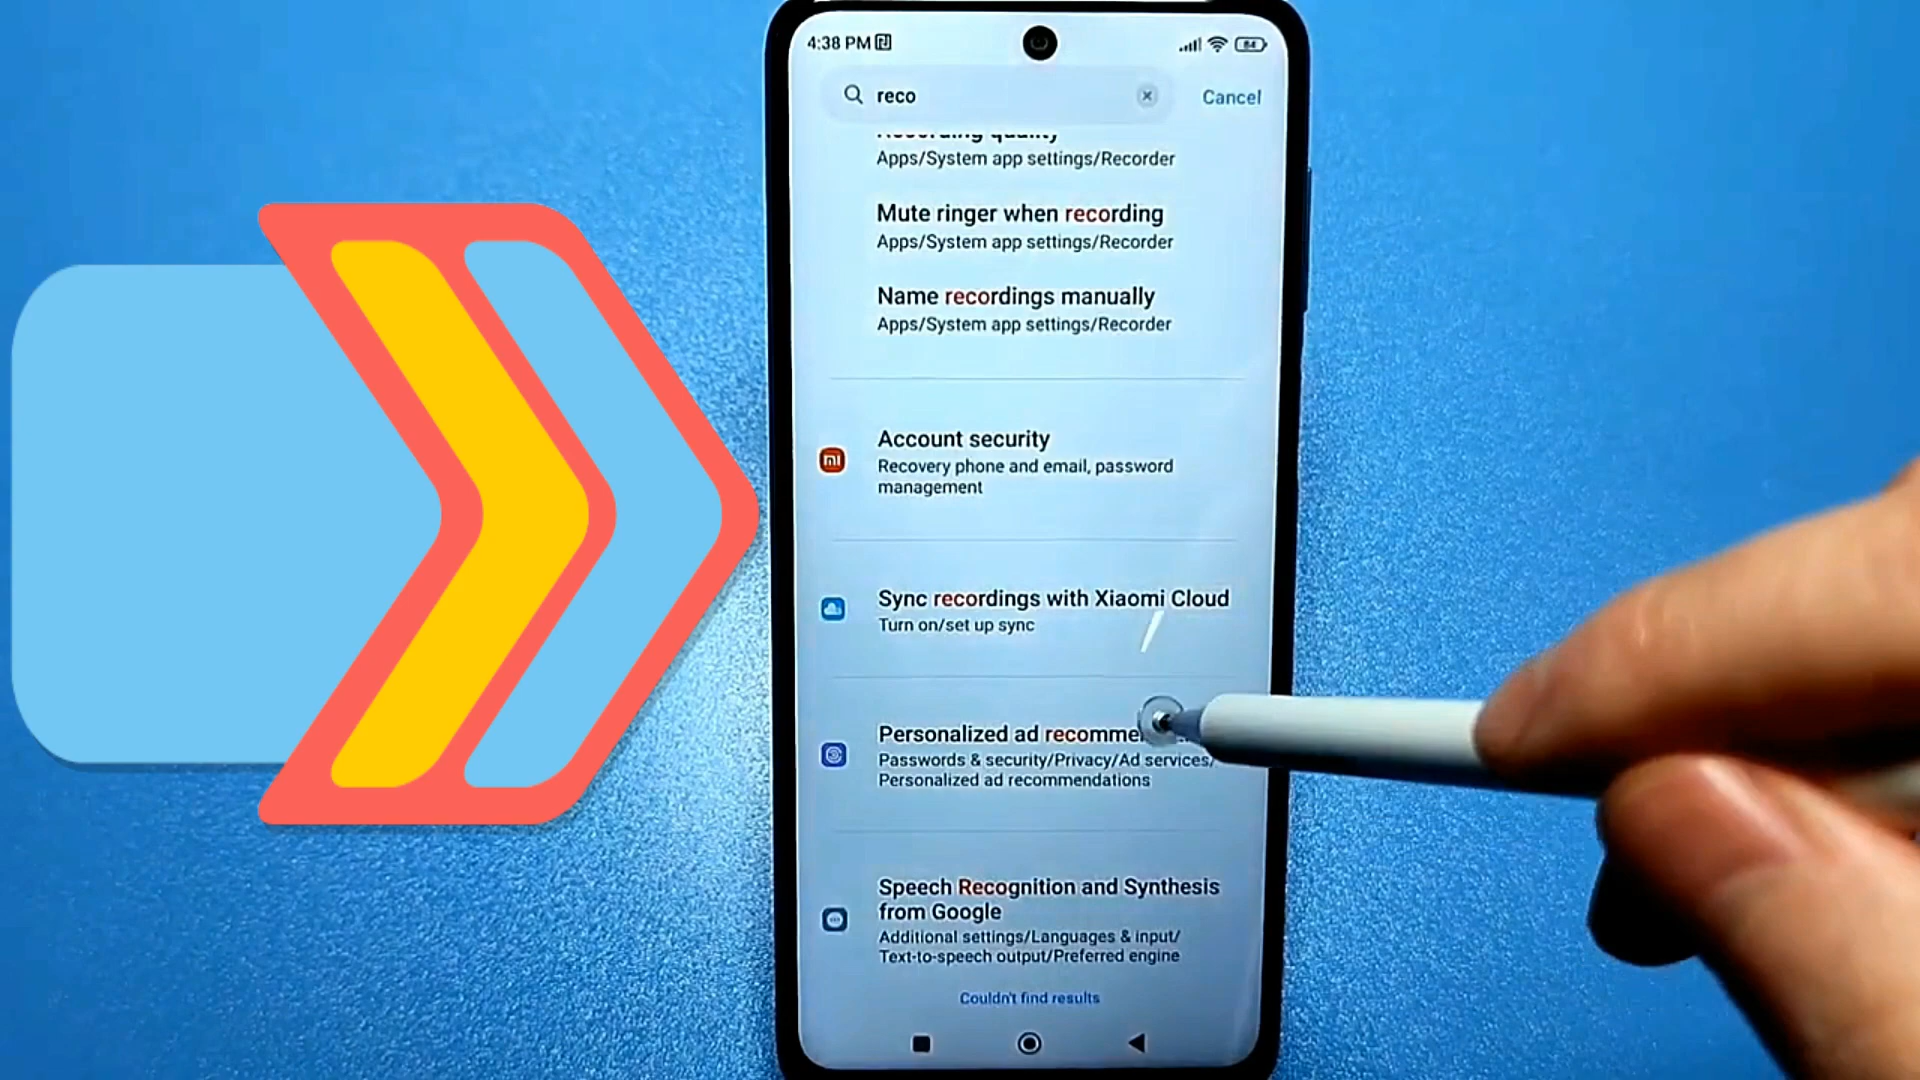 4:38 PM
84
reco
Cancel
Recording quality
Apps/System app settings/Recorder
Mute ringer when recording
Apps/System app settings/Recorder
Name recordings manually
Apps/System app settings/Recorder
Account security
Recovery phone and email, password
management
Sync recordings with Xiaomi Cloud
Turn on/set up sync
Personalized ad recomme
Passwords & security/Privacy/Ad services/
Personalized ad recommendations
Speech Recognition and Synthesis
from Google
Additional settings/Languages & input/
Text-to-speech output/Preferred engine
Couldn't find results